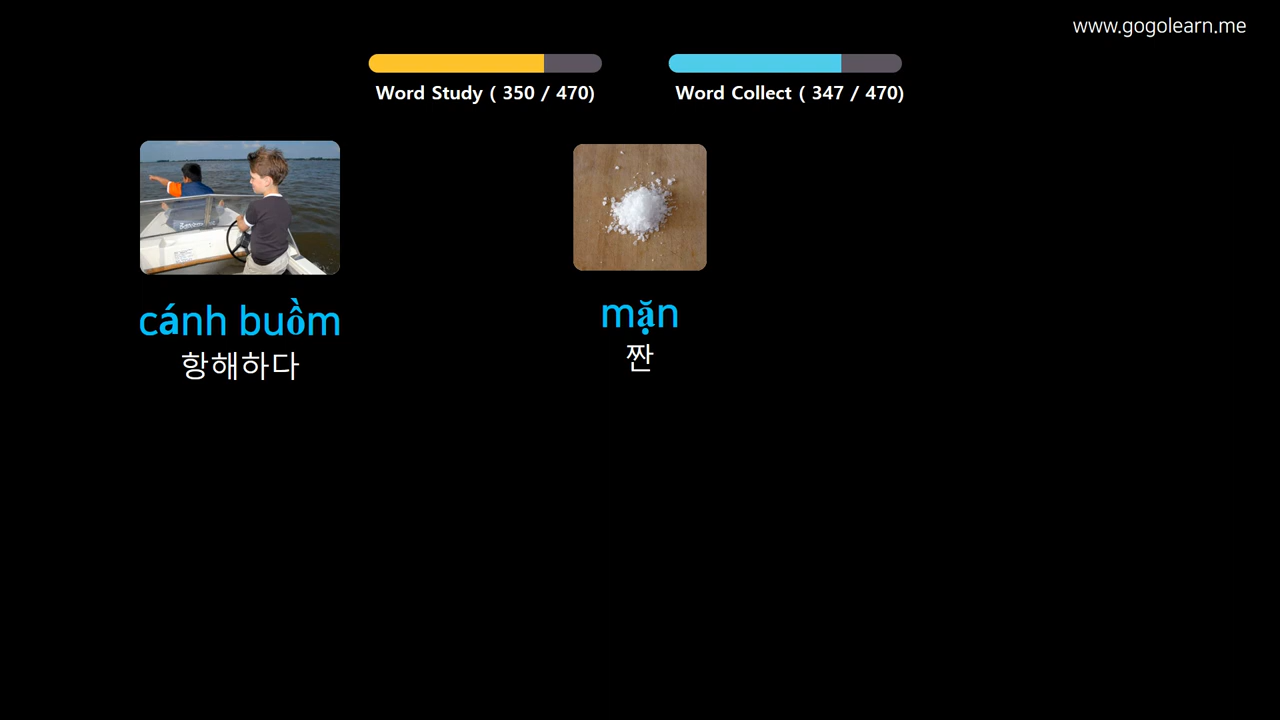 www.gogolearn.me
Word Study ( 350 / 470)
Word Collect ( 347 / 470)
cánh buồm
항해하다
mặn
짠